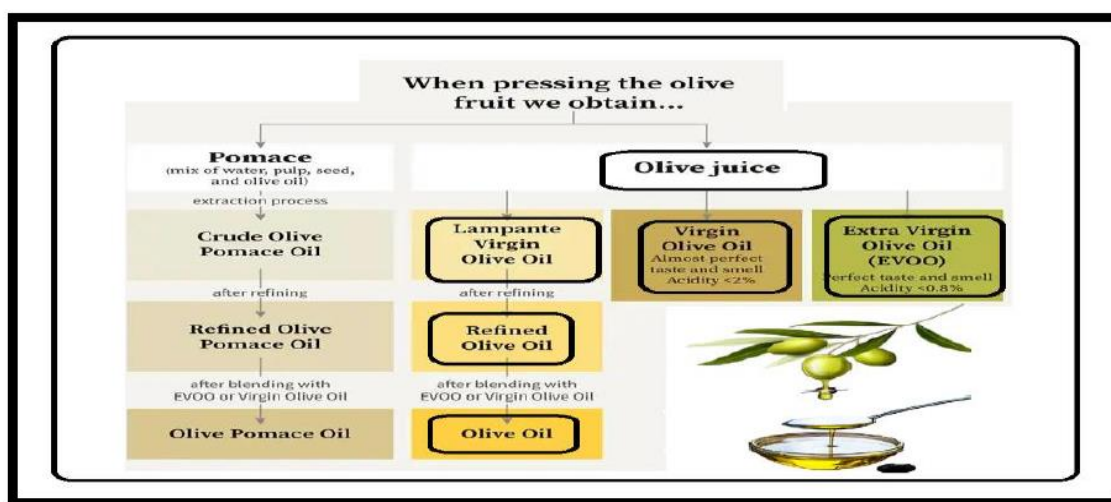 When pressing the olive
fruit we obtain...
Pomace
(mix of water, pulp, seed,
and olive oil)
Olive juice
extraction process
Crude Olive
Pomace Oil
Lampante
Virgin
Olive Oil
Virgin
Olive Oil
Almost perfect
taste and smell
Acidity <2%
Extra Virgin
Olive Oil
(EVOO)
Perfect taste and smell
Acidity <0.8%
after refining
after refining
Refined Olive
Pomace Oil
Refined
Olive Oil
after blending with
EVOO or Virgin Olive Oil
after blending with
EVOO or Virgin Olive Oil
Olive Pomace Oil
Olive Oil